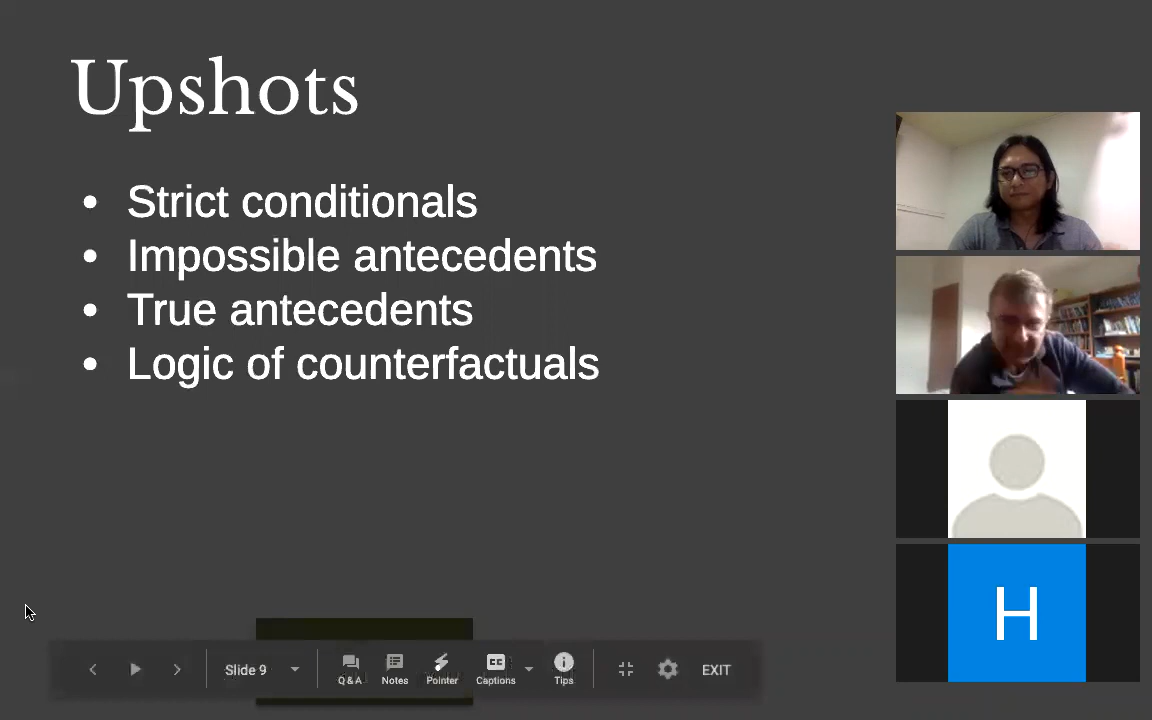 Upshots
• Strict conditionals
• Impossible antecedents
• True antecedents
• Logic of counterfactuals
H
Slide 9
Q&A
Notes
Pointer
CC
Captions
Tips
EXIT